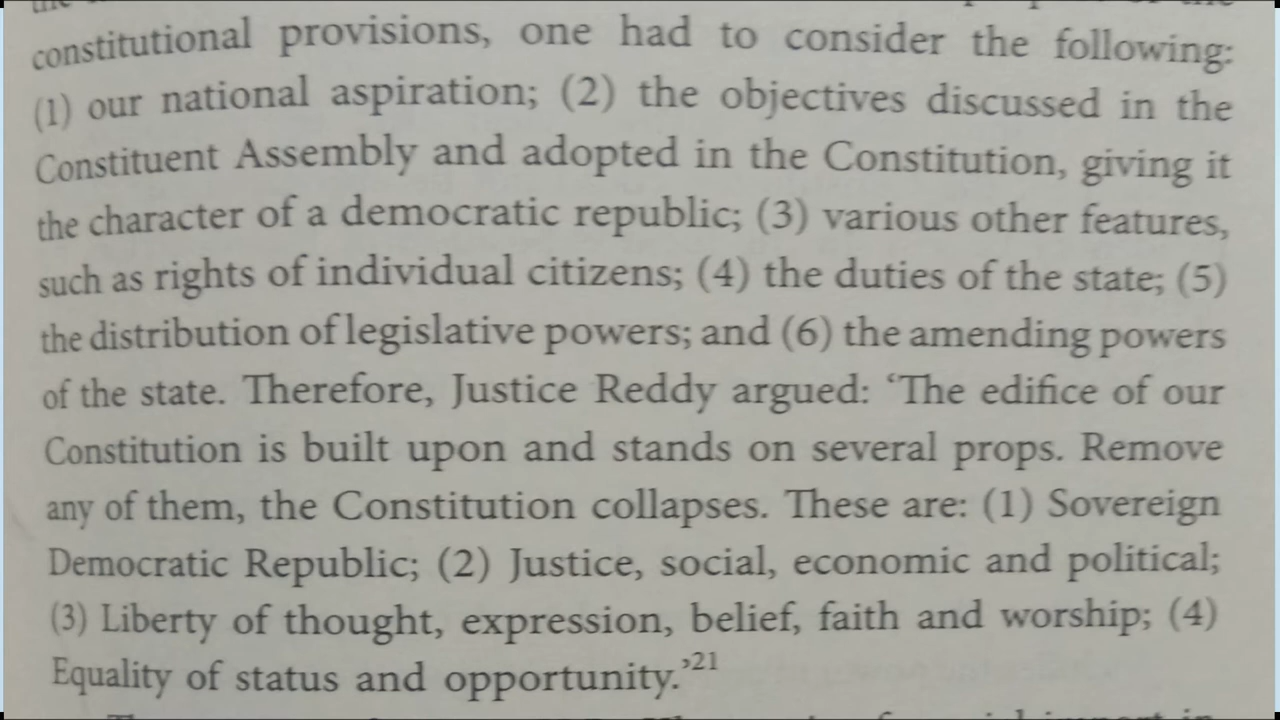 constitutional provisions, one had to consider the following:
(1) our national aspiration; (2) the objectives discussed in the
Constituent Assembly and adopted in the Constitution, giving it
the character of a democratic republic; (3) various other features,
such as rights of individual citizens; (4) the duties of the state; (5)
the distribution of legislative powers; and (6) the amending powers
of the state. Therefore, Justice Reddy argued: ‘The edifice of our
Constitution is built upon and stands on several props. Remove
any of them, the Constitution collapses. These are: (1) Sovereign
Democratic Republic; (2) Justice, social, economic and political;
(3) Liberty of thought, expression, belief, faith and worship; (4)
Equality of status and opportunity.’21